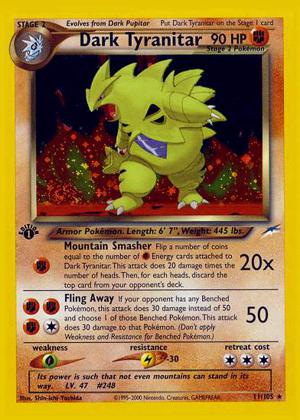 STAGE 2 Evolves from Dark Pupitar Put Dark Tyranitar on the Stage 1 card
Dark Tyranitar 90 HP
Stage 2 Pokémon
EDITION
1
Armor Pokémon. Length: 6' 7", Weight: 445 lbs.
Mountain Smasher Flip a number of coins
equal to the number of Energy cards attached to
Dark Tyranitar. This attack does 20 damage times the
number of heads. Then, for each heads, discard the
top card from your opponent's deck.
20x
Fling Away If your opponent has any Benched
Pokémon, this attack does 30 damage instead of 50
and choose 1 of those Benched Pokémon. This
attack does 30 damage to that Pokémon. (Don't apply
Weakness and Resistance for Benched Pokémon.)
50
weakness resistance retreat cost
-30
Its power is such that not even mountains can stand in its
way. LV. 47 #248
Illus. Shin-ichi Yoshida ©1995-2000 Nintendo, Creatures, GAMEFREAK. 11/105 ★